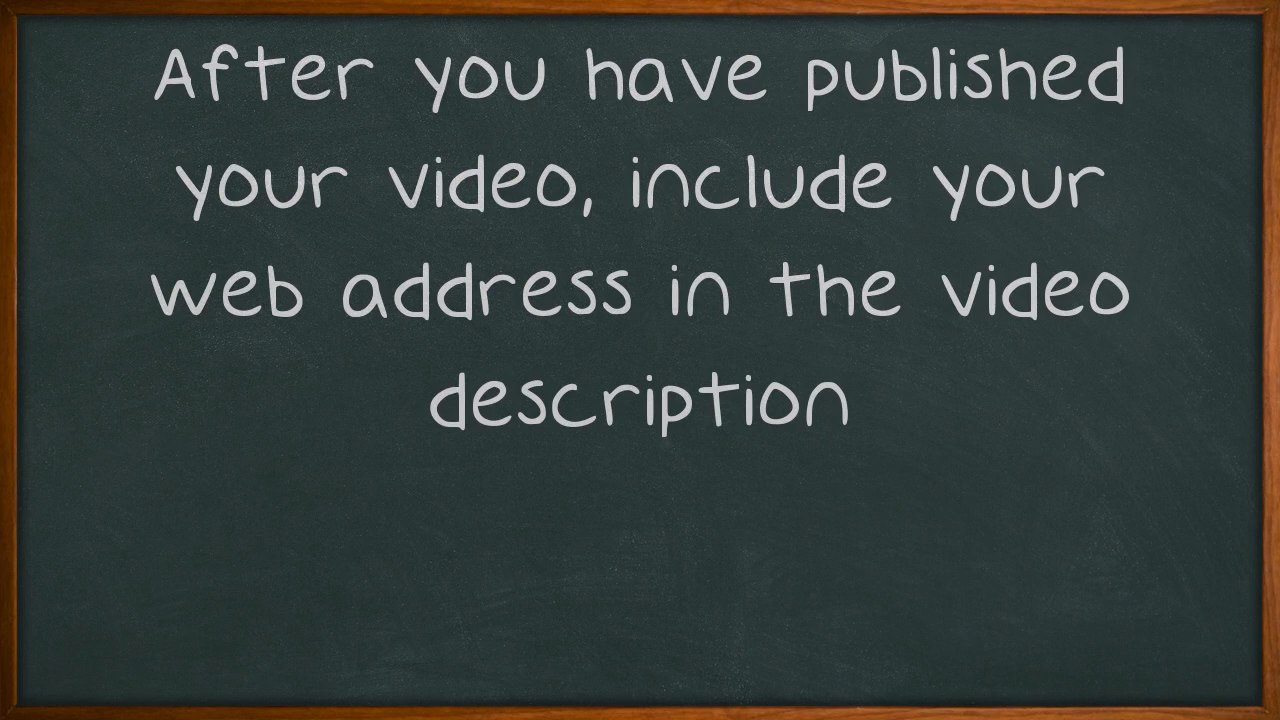 After you have published
your video, include your
web address in the video
description